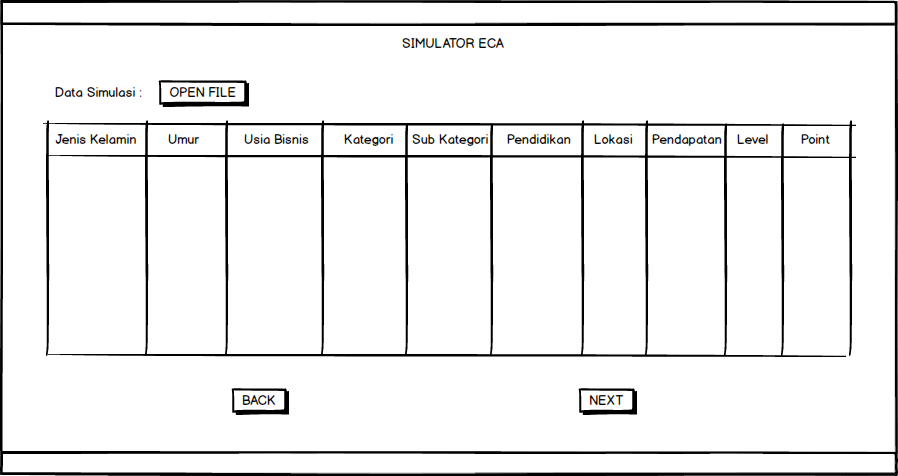 SIMULATOR ECA
Data Simulasi : OPEN FILE
Jenis Kelamin Umur Usia Bisnis Kategori Sub Kategori Pendidikan Lokasi Pendapatan Level Point
BACK NEXT